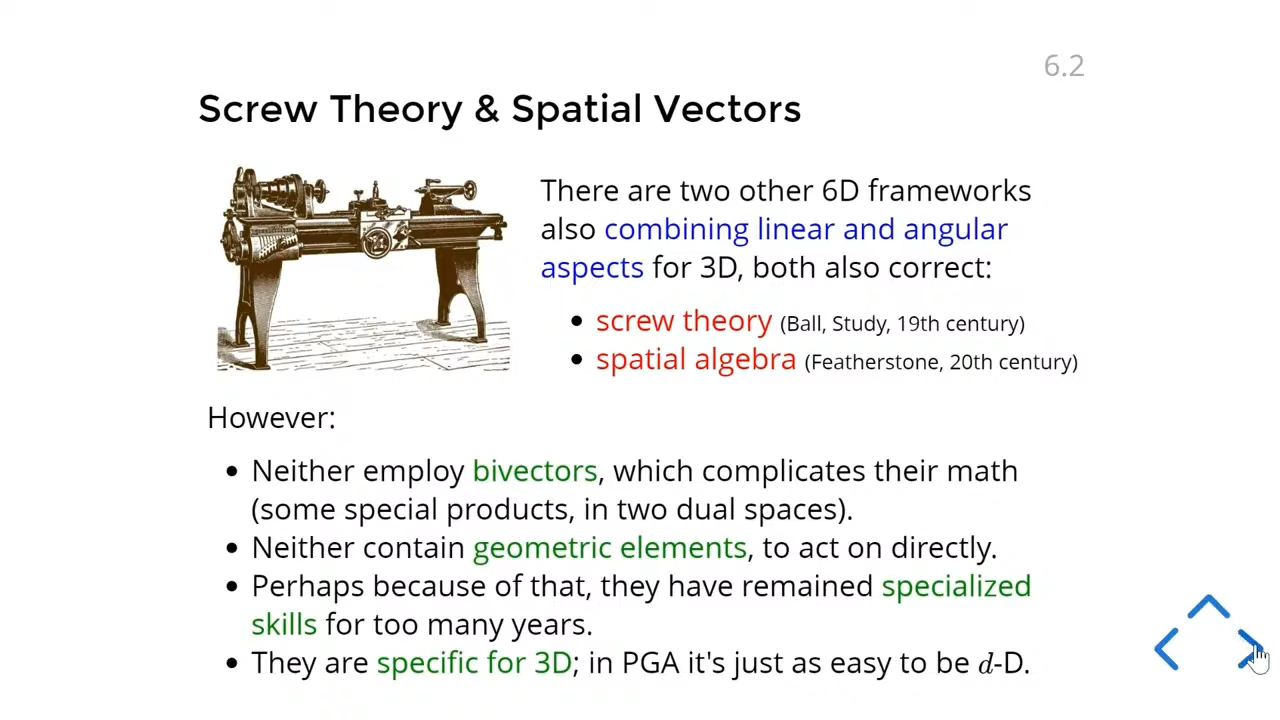 6.2
Screw Theory & Spatial Vectors
There are two other 6D frameworks
also combining linear and angular
aspects for 3D, both also correct:
• screw theory (Ball, Study, 19th century)
• spatial algebra (Featherstone, 20th century)
However:
• Neither employ bivectors, which complicates their math
(some special products, in two dual spaces).
• Neither contain geometric elements, to act on directly.
• Perhaps because of that, they have remained specialized
skills for too many years.
• They are specific for 3D; in PGA it's just as easy to be d-D.